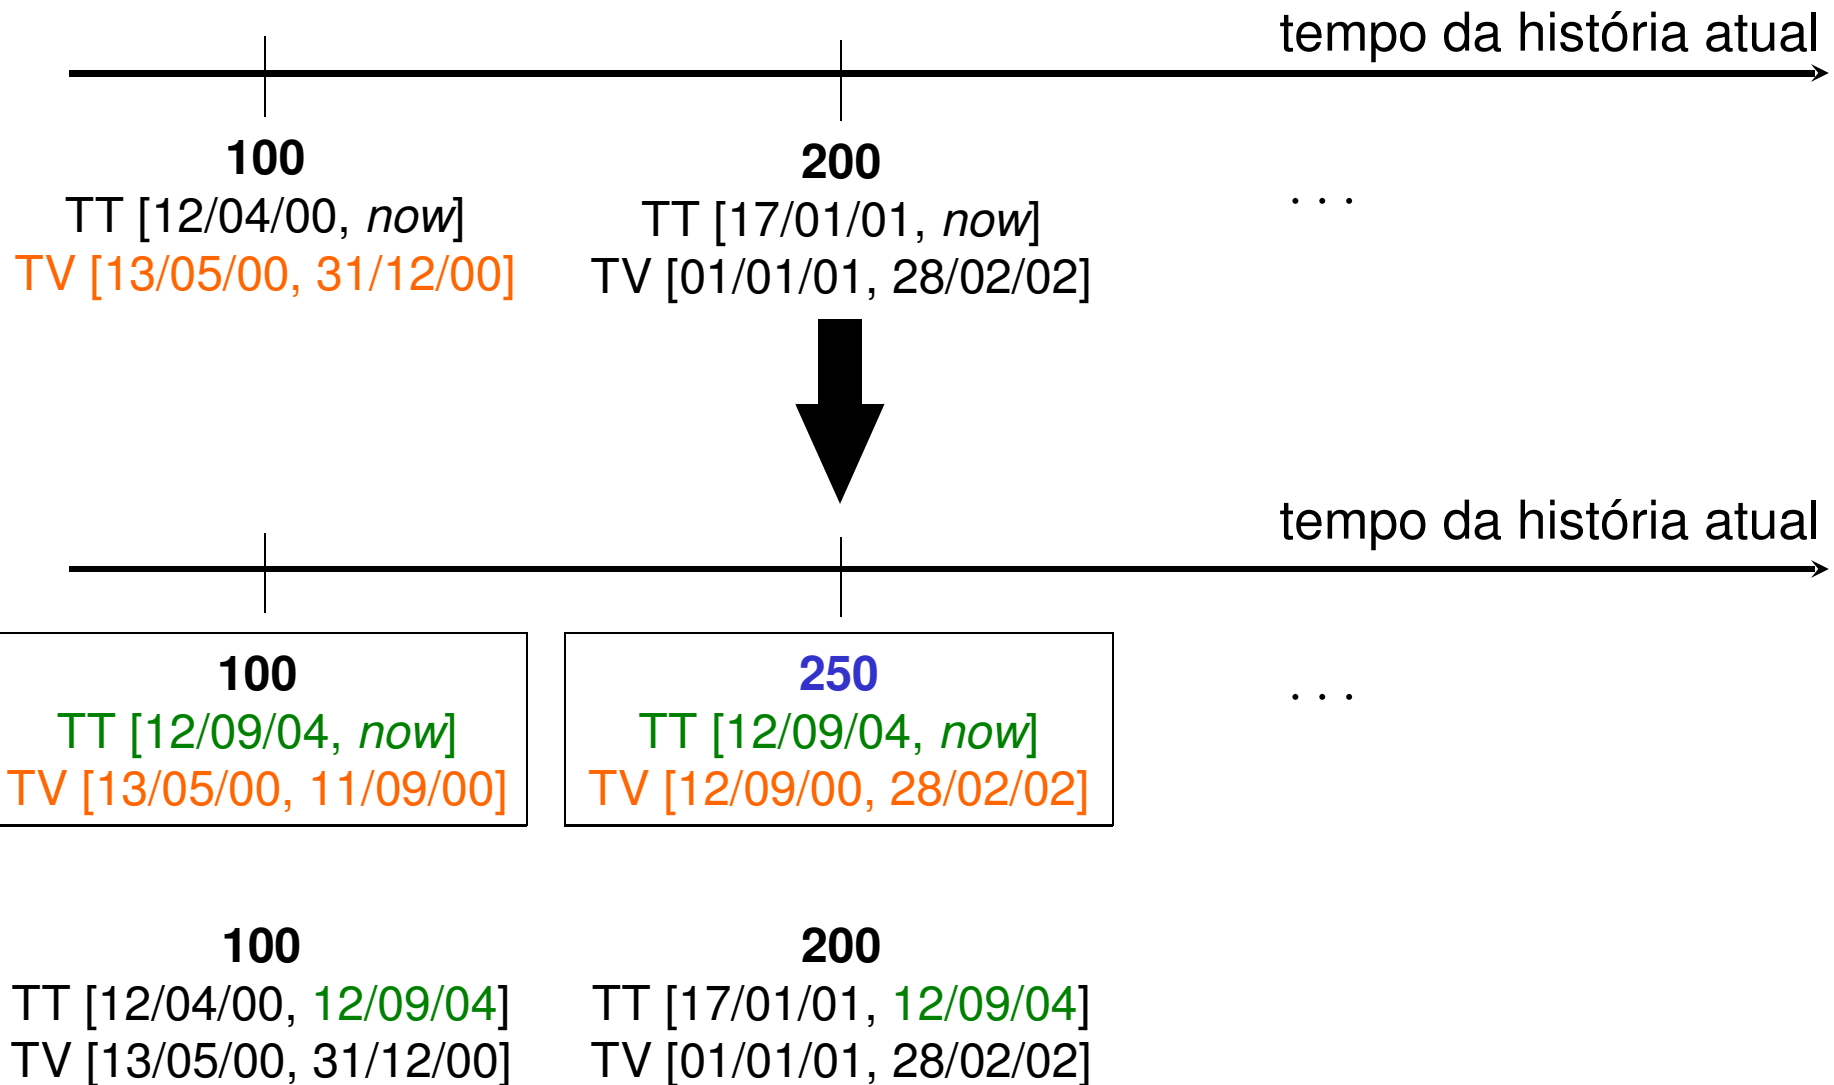 tempo da história atual
100
TT [12/04/00, now]
TV [13/05/00, 31/12/00]
200
TT [17/01/01, now]
TV [01/01/01, 28/02/02]
. . .
tempo da história atual
100
TT [12/09/04, now]
TV [13/05/00, 11/09/00]
250
TT [12/09/04, now]
TV [12/09/00, 28/02/02]
. . .
100
TT [12/04/00, 12/09/04]
TV [13/05/00, 31/12/00]
200
TT [17/01/01, 12/09/04]
TV [01/01/01, 28/02/02]